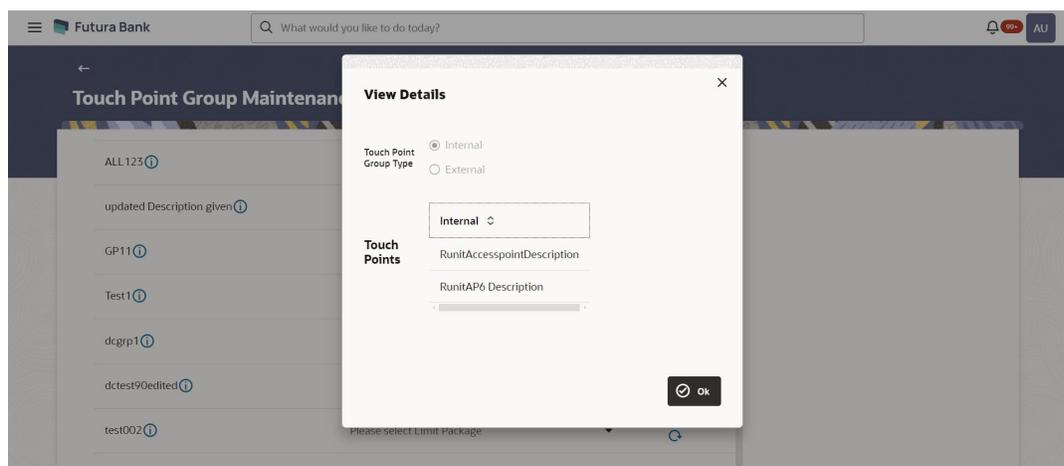 Futura Bank
What would you like to do today?
99+
AU
Touch Point Group Maintenan
View Details
Touch Point
Group Type
Internal
External
Touch
Points
Internal
RunitAccesspointDescription
RunitAP6 Description
Ok
ALL123
updated Description given
GP11
Test1
dcgrp1
dctest90edited
test002
Please select Limit Package